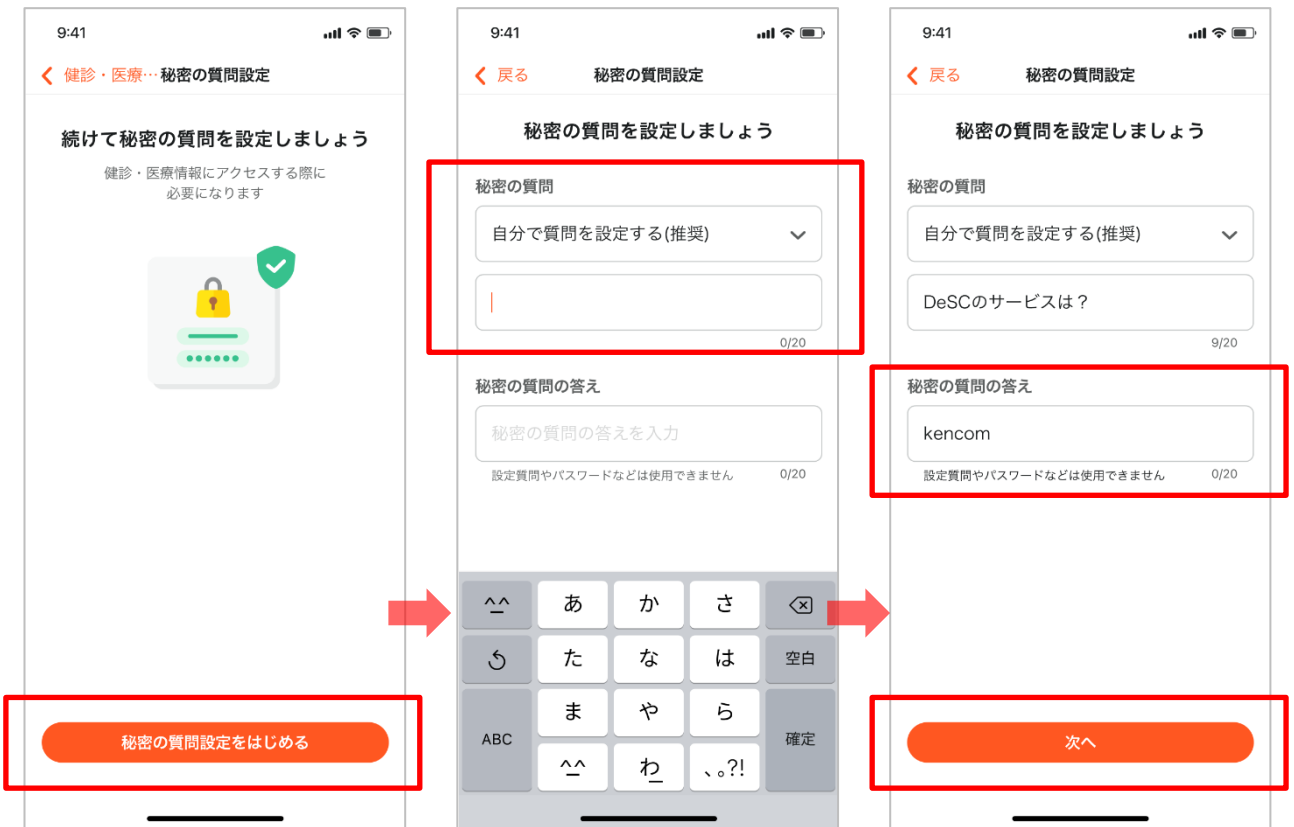 9:41
健診・医療… 秘密の質問設定
続けて秘密の質問を設定しましょう
健診・医療情報にアクセスする際に
必要になります
秘密の質問設定をはじめる
9:41
戻る 秘密の質問設定
秘密の質問を設定しましょう
秘密の質問
自分で質問を設定する(推奨)
0/20
秘密の質問の答え
秘密の質問の答えを入力
設定質問やパスワードなどは使用できません 0/20
^_^ あ か さ
た な は 空白
ABC ま や ら 確定
^_^ わ_ 、。?!
9:41
戻る 秘密の質問設定
秘密の質問を設定しましょう
秘密の質問
自分で質問を設定する(推奨)
DeSCのサービスは？
9/20
秘密の質問の答え
kencom
設定質問やパスワードなどは使用できません 0/20
次へ